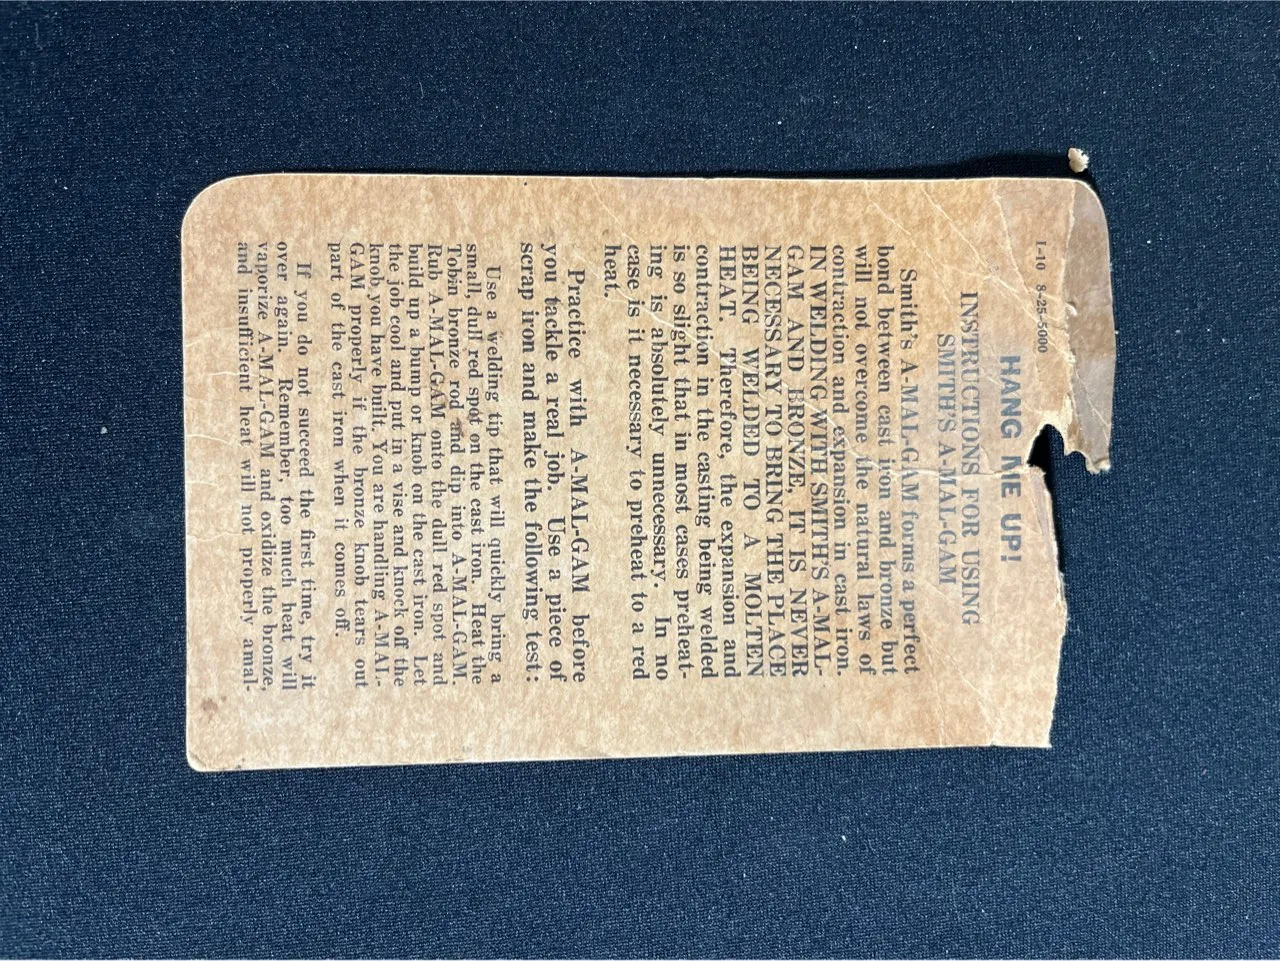 I-10 8-25-5000
HANG ME UP!
INSTRUCTIONS FOR USING
SMITH'S A-MAL-GAM
Smith's A-MAL-GAM forms a perfect
bond between cast iron and bronze but
will not overcome the natural laws of
contraction and expansion in cast iron.
IN WELDING WITH SMITH'S A-MAL-
GAM AND BRONZE, IT IS NEVER
NECESSARY TO BRING THE PLACE
BEING WELDED TO A MOLTEN
HEAT. Therefore, the expansion and
contraction in the casting being welded
is so slight that in most cases preheat-
ing is absolutely unnecessary. In no
case is it necessary to preheat to a red
heat.
Practice with A-MAL-GAM before
you tackle a real job. Use a piece of
scrap iron and make the following test:
Use a welding tip that will quickly bring a
small, dull red spot on the cast iron. Heat the
Tobin bronze rod and dip into A-MAL-GAM.
Rub A-MAL-GAM onto the dull red spot and
build up a bump or knob on the cast iron. Let
the job cool and put in a vise and knock off the
knob you have built. You are handling A-MAL-
GAM properly if the bronze knob tears out
part of the cast iron when it comes off.
If you do not succeed the first time, try it
over again. Remember, too much heat will
vaporize A-MAL-GAM and oxidize the bronze,
and insufficient heat will not properly amal-